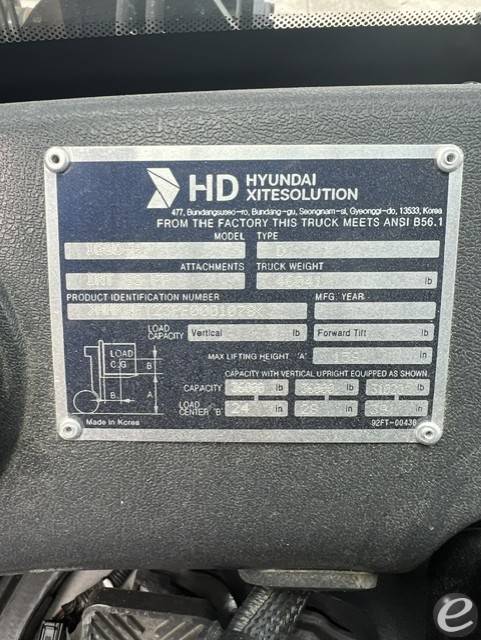 HD HYUNDAI XITESOLUTION
477, Bundangsuseo-ro, Bundang-gu, Seongnam-si, Gyeonggi-do, 13533, Korea
FROM THE FACTORY THIS TRUCK MEETS ANSI B56.1
MODEL TYPE
ATTACHMENTS TRUCK WEIGHT
lb
PRODUCT IDENTIFICATION NUMBER MFG. YEAR
LOAD CAPACITY Vertical Forward Tilt
MAX LIFTING HEIGHT 'A' in
CAPACITY WITH VERTICAL UPRIGHT EQUIPPED AS SHOWN.
CAPACITY lb lb lb
LOAD CENTER 'B' 24 in 28 in in
LOAD C.G
B
B
A
Made in Korea 92FT-00430
e
equify